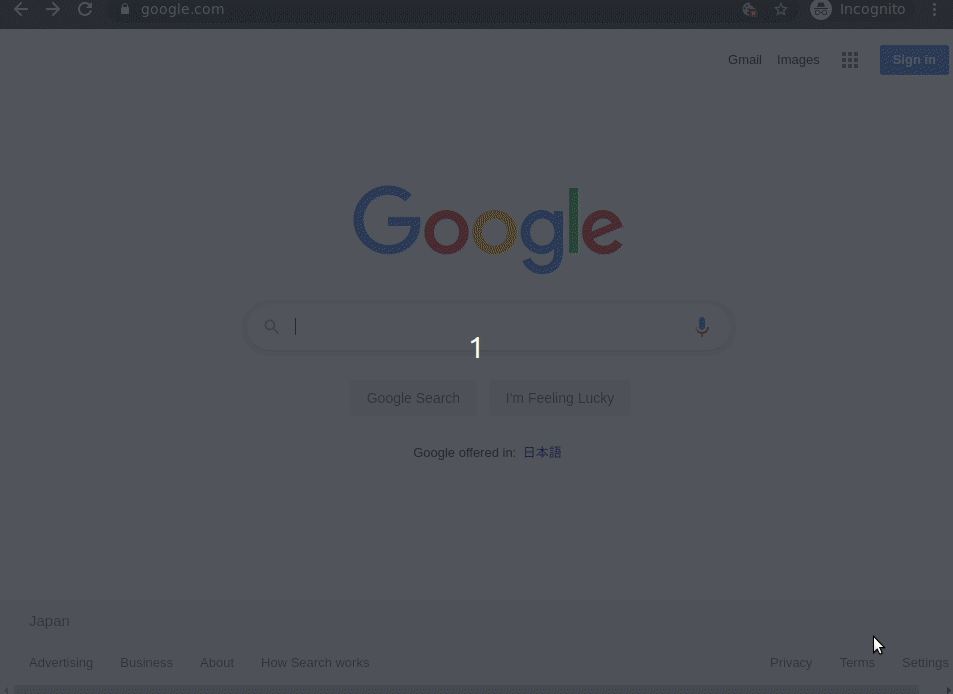 google.com Incognito
Gmail Images Sign in
Google
1
Google Search I'm Feeling Lucky
Google offered in: 日本語
Japan
Advertising Business About How Search works Privacy Terms Settings